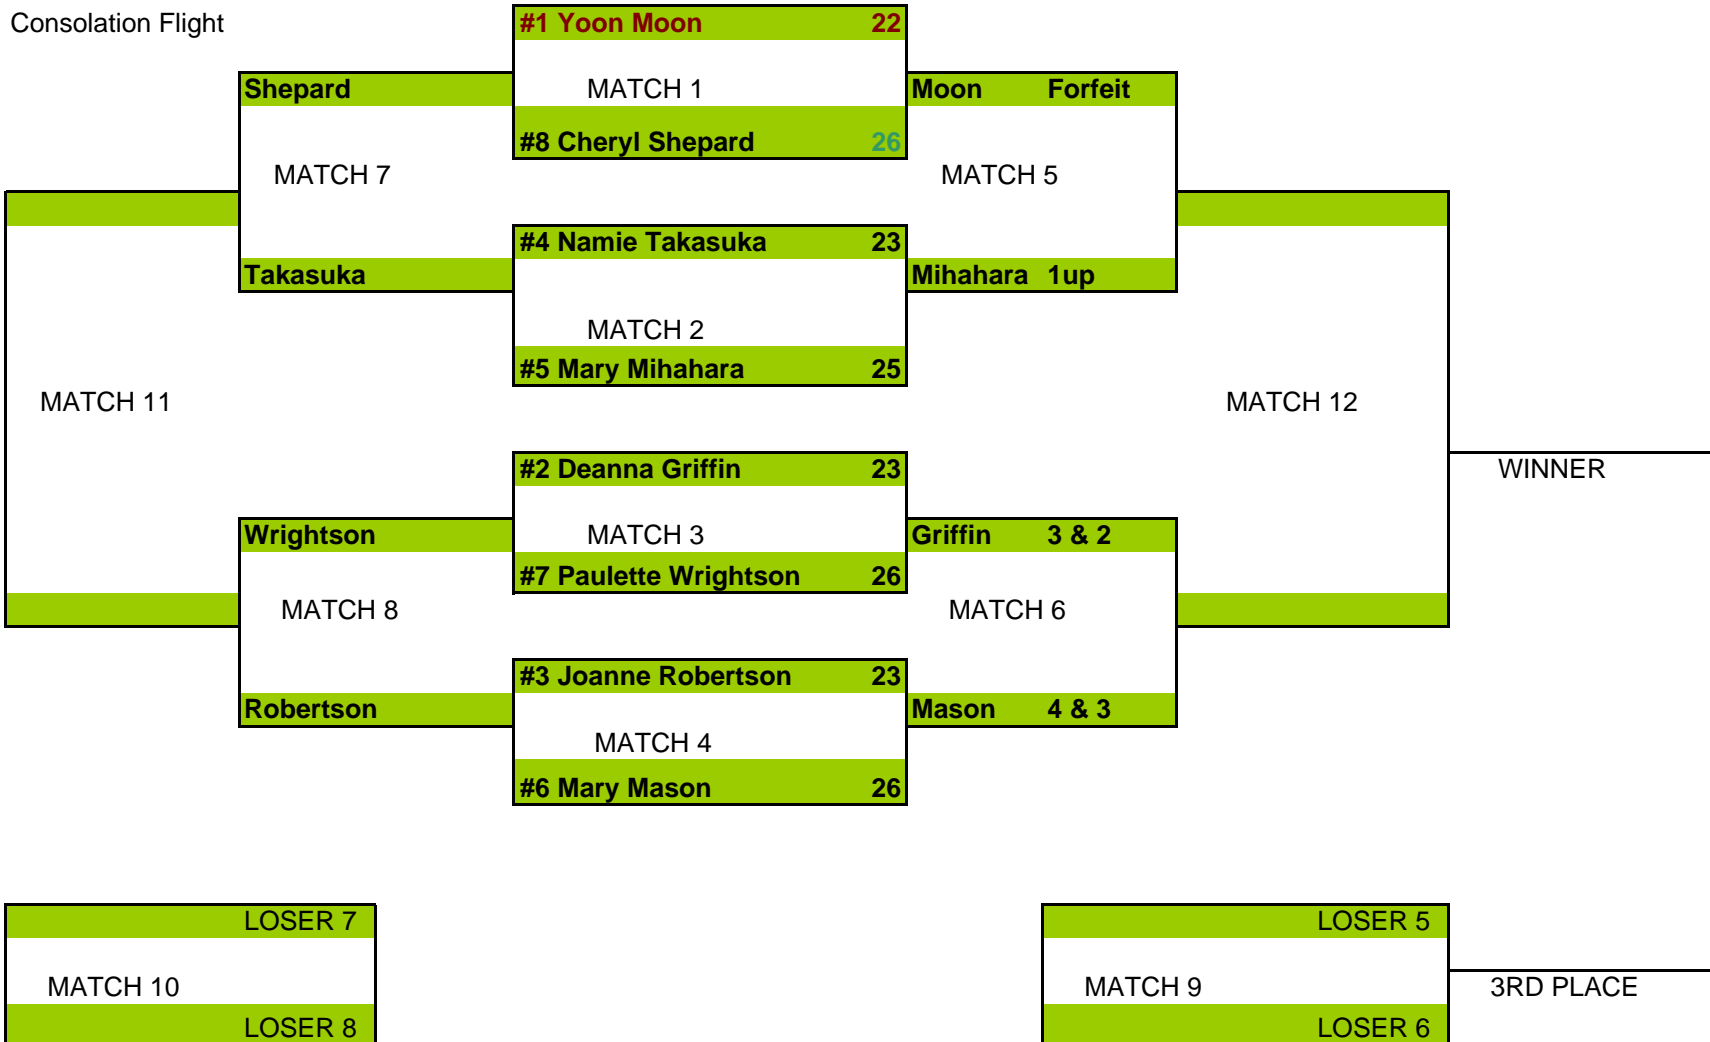 Consolation Flight
#1 Yoon Moon 22
Shepard MATCH 1 Moon Forfeit
#8 Cheryl Shepard 26
MATCH 7 MATCH 5
#4 Namie Takasuka 23
Takasuka Mihahara 1up
MATCH 2
#5 Mary Mihahara 25
MATCH 11 MATCH 12
#2 Deanna Griffin 23 WINNER
Wrightson MATCH 3 Griffin 3 & 2
#7 Paulette Wrightson 26
MATCH 8 MATCH 6
#3 Joanne Robertson 23
Robertson Mason 4 & 3
MATCH 4
#6 Mary Mason 26
LOSER 7 LOSER 5
MATCH 10 MATCH 9 3RD PLACE
LOSER 8 LOSER 6